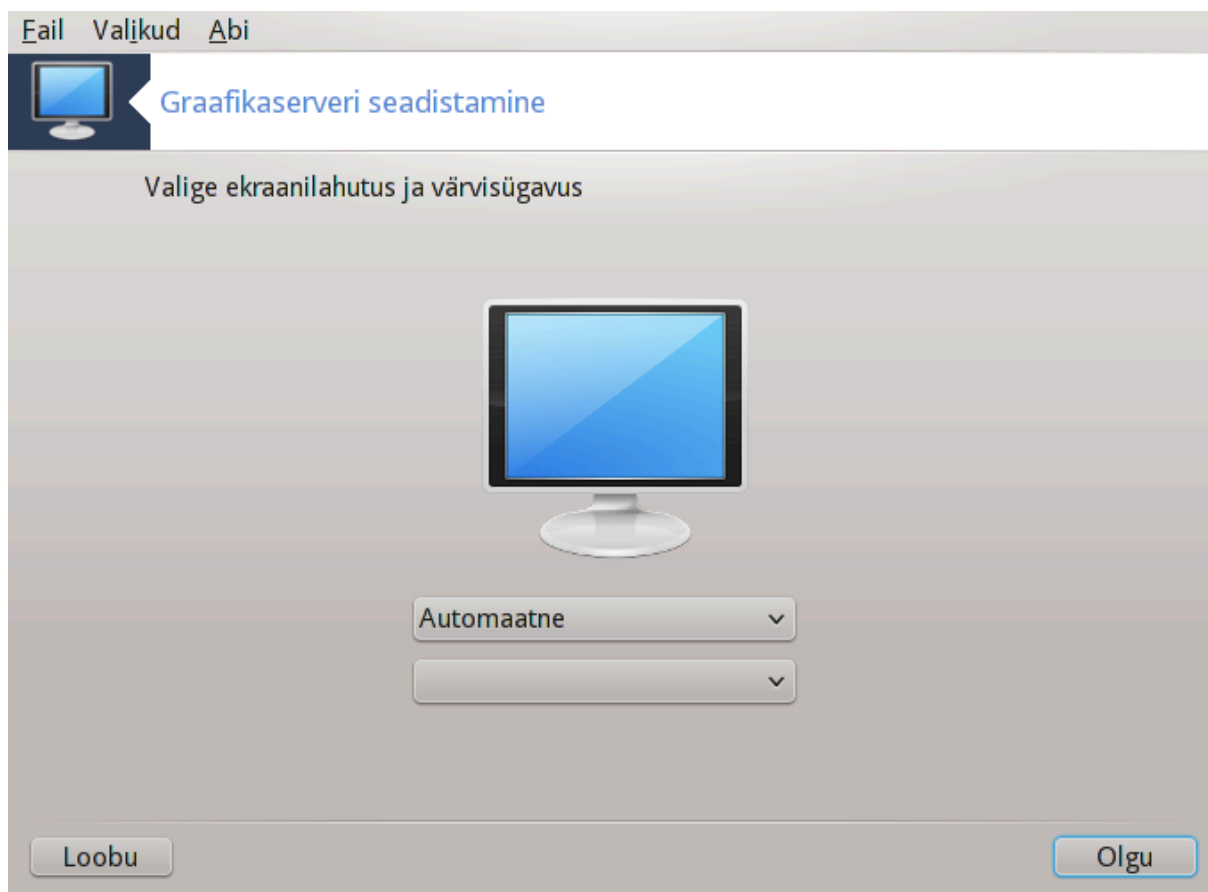 Fail Valikud Abi
Graafikaserveri seadistamine
Valige ekraanilahutus ja värvisügavus
Automaatne
Loobu Olgu